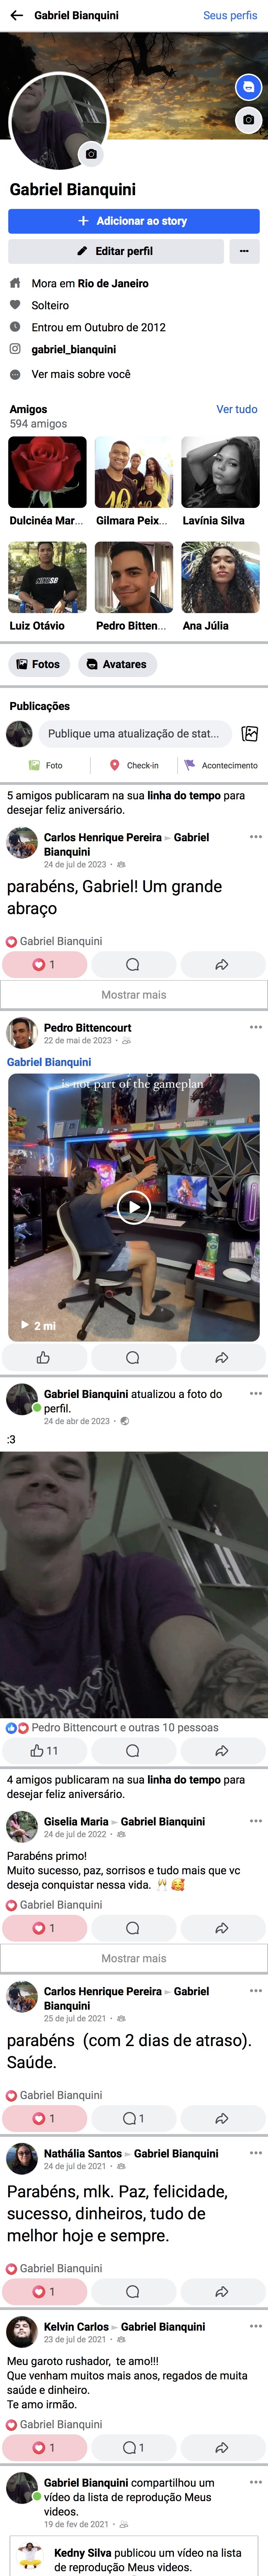 Gabriel Bianquini
Seus perfis
Gabriel Bianquini
Adicionar ao story
Editar perfil
Mora em Rio de Janeiro
Solteiro
Entrou em Outubro de 2012
gabriel_bianquini
Ver mais sobre você
Amigos
Ver tudo
594 amigos
Dulcinéa Mar...
Gilmara Peix...
Lavínia Silva
Luiz Otávio
Pedro Bitten...
Ana Júlia
Fotos
Avatares
Publicações
Publique uma atualização de stat...
Foto
Check-in
Acontecimento
5 amigos publicaram na sua linha do tempo para
desejar feliz aniversário.
Carlos Henrique Pereira ▸ Gabriel
Bianquini
24 de jul de 2023 ·
parabéns, Gabriel! Um grande
abraço
Gabriel Bianquini
1
Mostrar mais
Pedro Bittencourt
22 de mai de 2023 ·
Gabriel Bianquini
is not part of the gameplan
2 mi
Gabriel Bianquini atualizou a foto do
perfil.
24 de abr de 2023 ·
:3
Pedro Bittencourt e outras 10 pessoas
11
4 amigos publicaram na sua linha do tempo para
desejar feliz aniversário.
Giselia Maria ▸ Gabriel Bianquini
24 de jul de 2022 ·
Parabéns primo!
Muito sucesso, paz, sorrisos e tudo mais que vc
deseja conquistar nessa vida. 🥂🥰
Gabriel Bianquini
1
Mostrar mais
Carlos Henrique Pereira ▸ Gabriel
Bianquini
25 de jul de 2021 ·
parabéns (com 2 dias de atraso).
Saúde.
Gabriel Bianquini
1
1
Nathália Santos ▸ Gabriel Bianquini
24 de jul de 2021 ·
Parabéns, mlk. Paz, felicidade,
sucesso, dinheiros, tudo de
melhor hoje e sempre.
Gabriel Bianquini
1
Kelvin Carlos ▸ Gabriel Bianquini
23 de jul de 2021 ·
Meu garoto rushador, te amo!!!
Que venham muitos mais anos, regados de muita
saúde e dinheiro.
Te amo irmão.
Gabriel Bianquini
1
1
Gabriel Bianquini compartilhou um
vídeo da lista de reprodução Meus
videos.
19 de fev de 2021 ·
Kedny Silva publicou um vídeo na lista
de reprodução Meus videos.